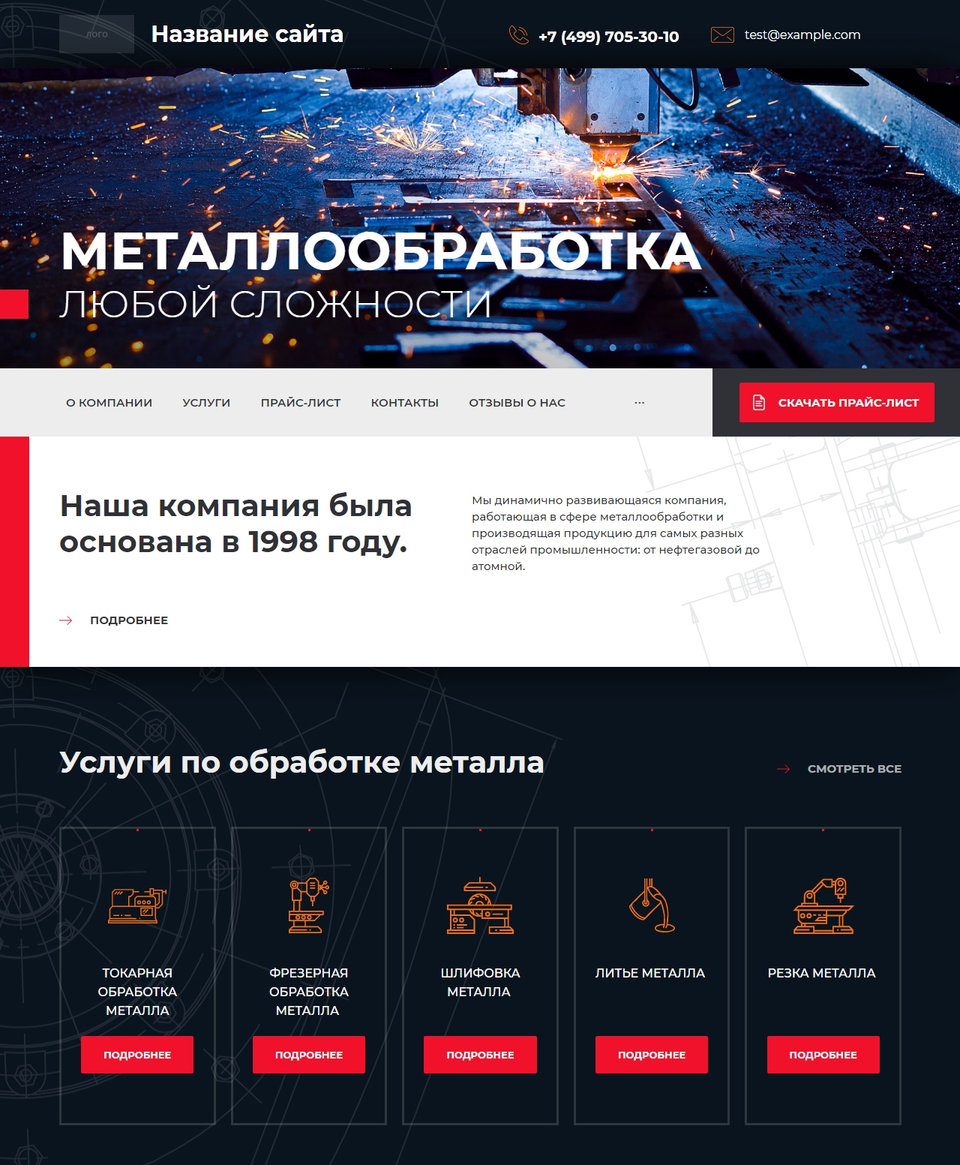 ЛОГО
Название сайта
+7 (499) 705-30-10
test@example.com
МЕТАЛЛООБРАБОТКА
ЛЮБОЙ СЛОЖНОСТИ
О КОМПАНИИ
УСЛУГИ
ПРАЙС-ЛИСТ
КОНТАКТЫ
ОТЗЫВЫ О НАС
...
СКАЧАТЬ ПРАЙС-ЛИСТ
Наша компания была
основана в 1998 году.
Мы динамично развивающаяся компания,
работающая в сфере металлообработки и
производящая продукцию для самых разных
отраслей промышленности: от нефтегазовой до
атомной.
ПОДРОБНЕЕ
Услуги по обработке металла
СМОТРЕТЬ ВСЕ
ТОКАРНАЯ
ОБРАБОТКА
МЕТАЛЛА
ПОДРОБНЕЕ
ФРЕЗЕРНАЯ
ОБРАБОТКА
МЕТАЛЛА
ПОДРОБНЕЕ
ШЛИФОВКА
МЕТАЛЛА
ПОДРОБНЕЕ
ЛИТЬЕ МЕТАЛЛА
ПОДРОБНЕЕ
РЕЗКА МЕТАЛЛА
ПОДРОБНЕЕ